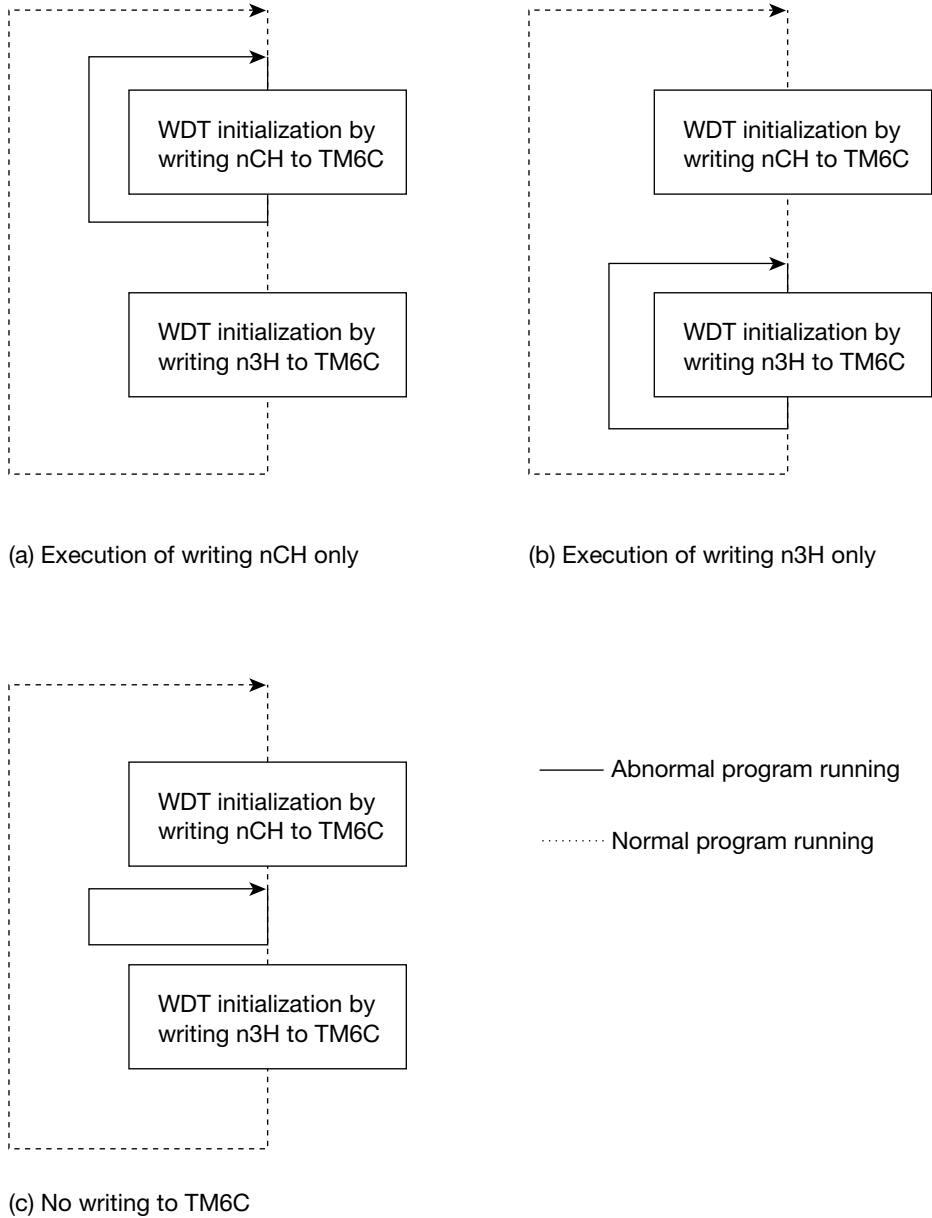 WDT initialization by
writing nCH to TM6C
WDT initialization by
writing n3H to TM6C
(a) Execution of writing nCH only
WDT initialization by
writing nCH to TM6C
WDT initialization by
writing n3H to TM6C
(b) Execution of writing n3H only
WDT initialization by
writing nCH to TM6C
WDT initialization by
writing n3H to TM6C
(c) No writing to TM6C
Abnormal program running
Normal program running